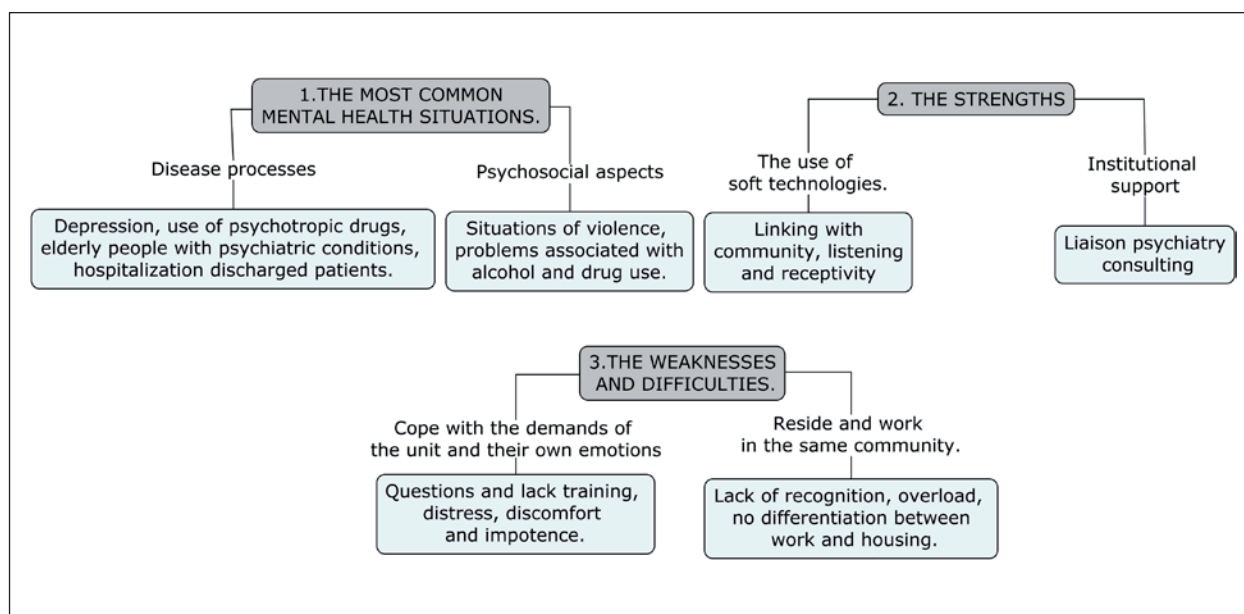 1.THE MOST COMMON
MENTAL HEALTH SITUATIONS.
Disease processes
Depression, use of psychotropic drugs,
elderly people with psychiatric conditions,
hospitalization discharged patients.
Psychosocial aspects
Situations of violence,
problems associated with
alcohol and drug use.
2. THE STRENGTHS
The use of
soft technologies.
Linking with
community, listening
and receptivity
Institutional
support
Liaison psychiatry
consulting
3.THE WEAKNESSES
AND DIFFICULTIES.
Cope with the demands of
the unit and their own emotions
Questions and lack training,
distress, discomfort
and impotence.
Reside and work
in the same community.
Lack of recognition, overload,
no differentiation between
work and housing.